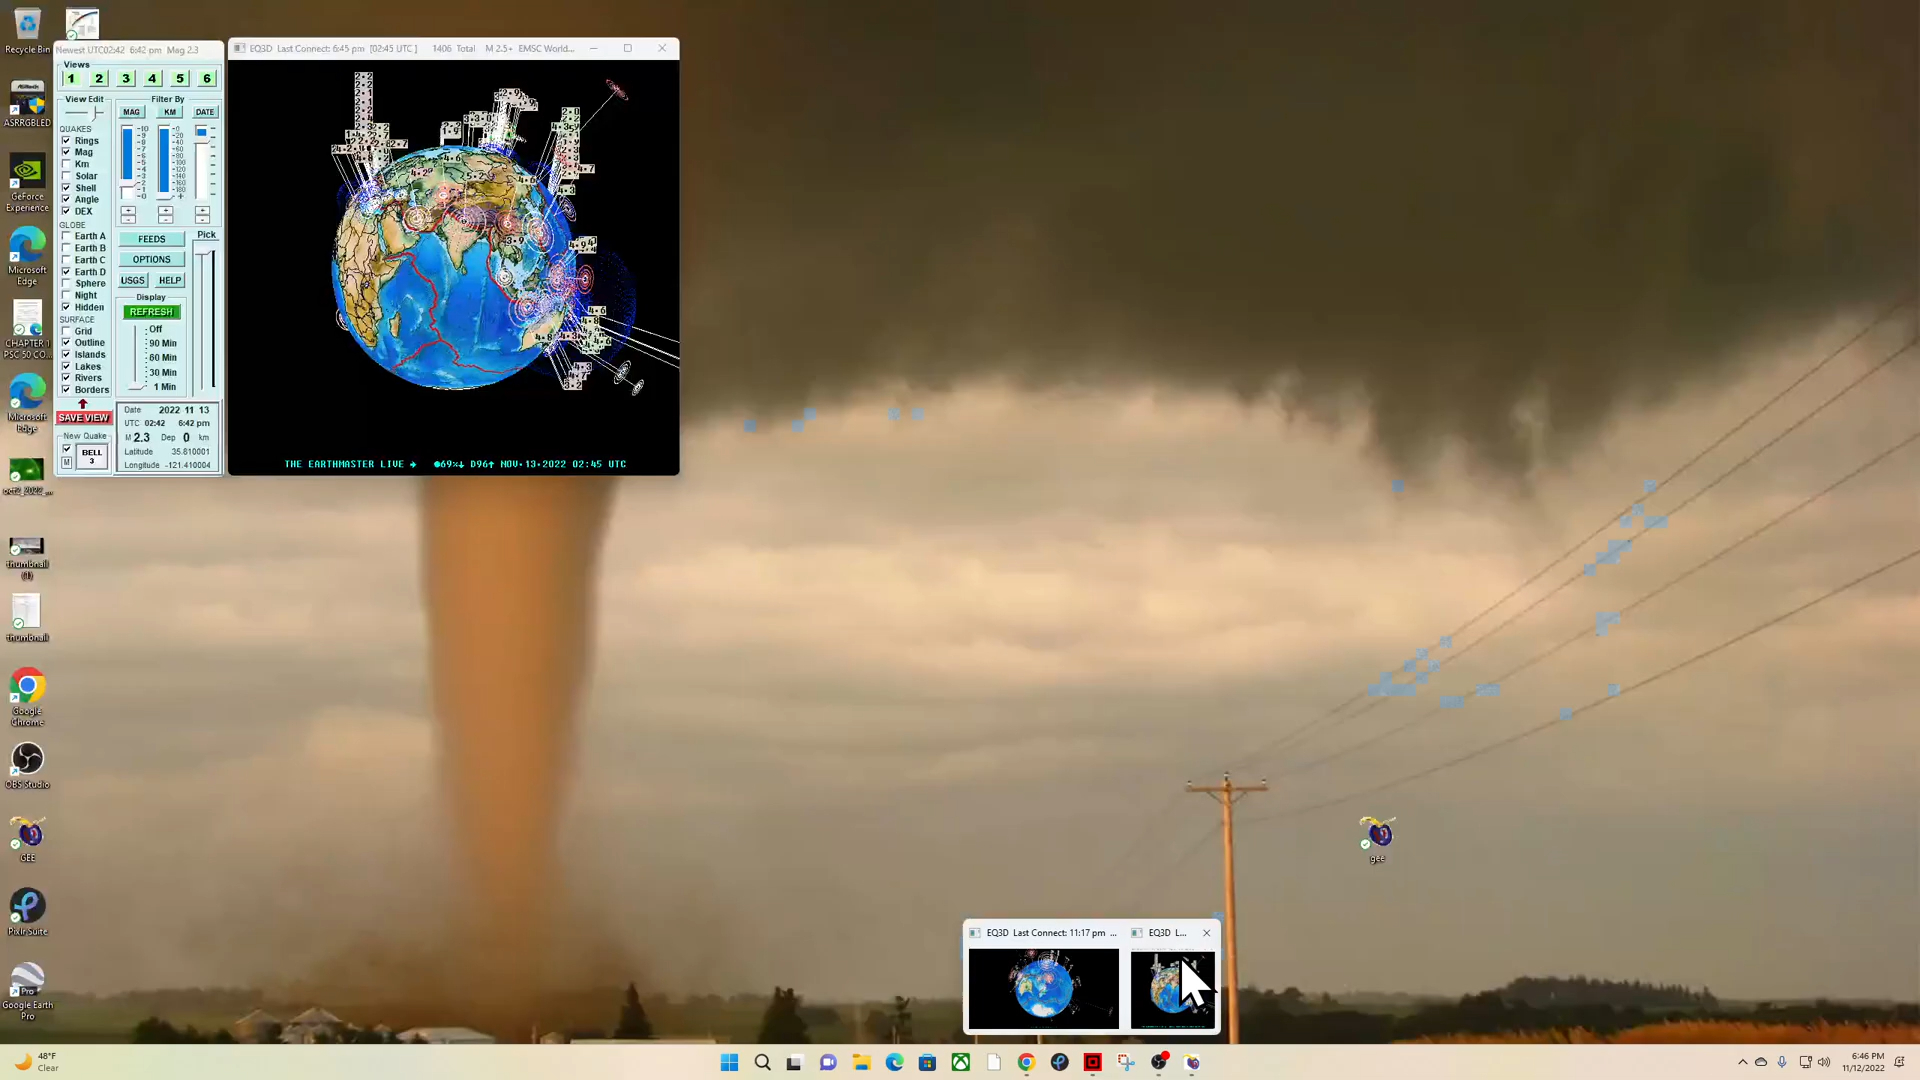 Recycle Bin
ASRRGBLED
GeForce
Experience
Microsoft
Edge
CHAPTER 1
PSC 50 CO...
Microsoft
Edge
oct2_2022_...
thumbnail
(1)
thumbnail
Google
Chrome
OBS Studio
GEE
Pixlr Suite
Google Earth
Pro
Newest UTC02:42 6:42 pm Mag 2.3
Views
1 2 3 4 5 6
View Edit
Filter By
MAG KM DATE
QUAKES
Rings
Mag
Km
Solar
Shell
Angle
DEX
GLOBE
Earth A
Earth B
Earth C
Earth D
Sphere
Night
Hidden
SURFACE
Grid
Outline
Islands
Lakes
Rivers
Borders
SAVE VIEW
New Quake
M
BELL
3
FEEDS
Pick
OPTIONS
USGS HELP
Display
REFRESH
Off
90 Min
60 Min
30 Min
1 Min
Date 2022 11 13
UTC 02:42 6:42 pm
M 2.3 Dep 0 km
Latitude 35.810001
Longitude -121.410004
EQ3D Last Connect: 6:45 pm [02:45 UTC ] 1406 Total M 2.5+ EMSC World...
THE EARTHMASTER LIVE → ●69%↓ D96↑ NOV•13•2022 02:45 UTC
gee
EQ3D Last Connect: 11:17 pm ...
EQ3D L...
48°F
Clear
6:46 PM
11/12/2022